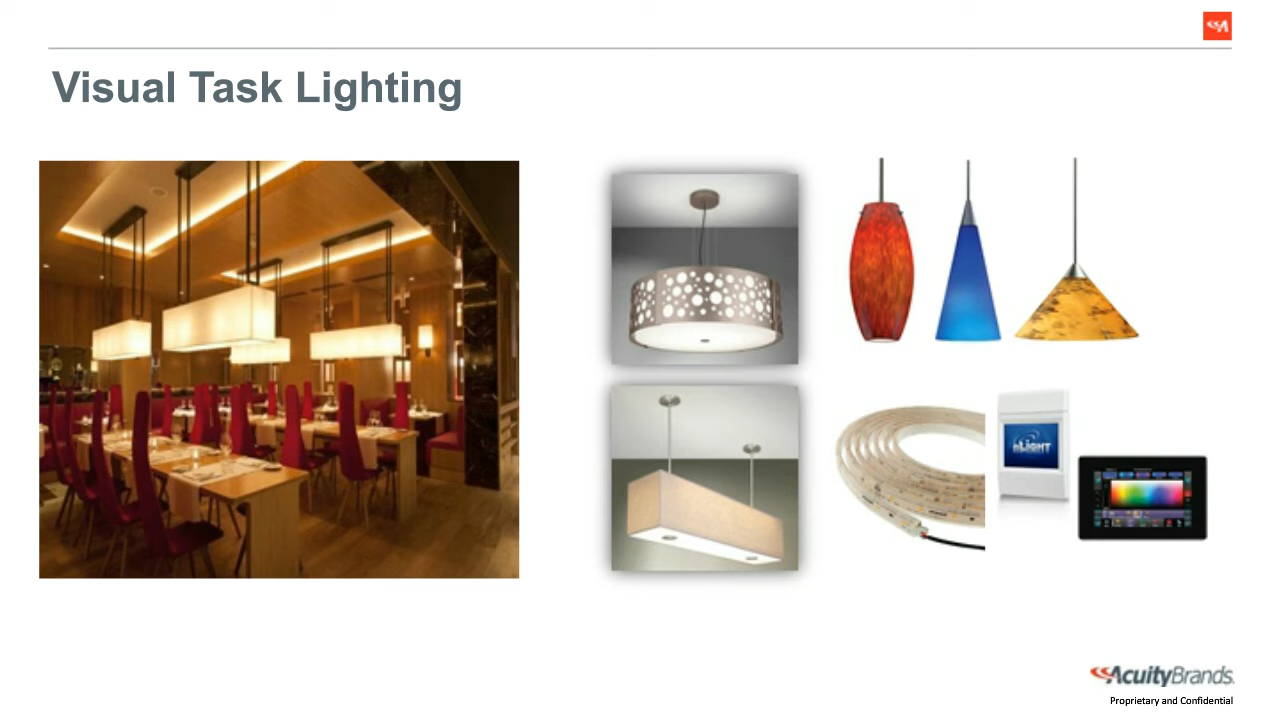 Visual Task Lighting
nLIGHT
AcuityBrands.
Proprietary and Confidential